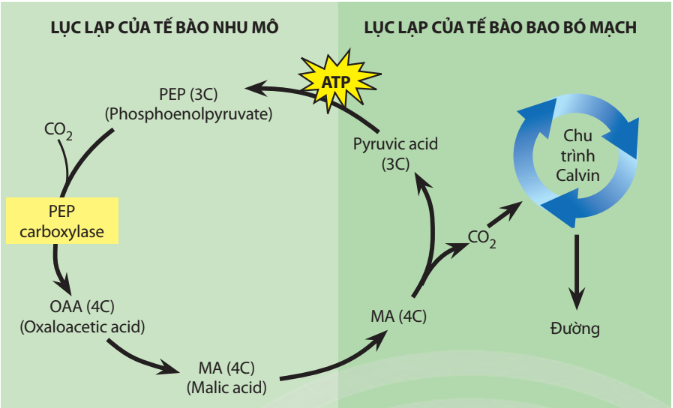 LỤC LẠP CỦA TẾ BÀO NHU MÔ
LỤC LẠP CỦA TẾ BÀO BAO BÓ MẠCH
ATP
PEP (3C)
(Phosphoenolpyruvate)
CO₂
Pyruvic acid
(3C)
Chu
trình
Calvin
PEP
carboxylase
CO₂
OAA (4C)
(Oxaloacetic acid)
MA (4C)
Đường
MA (4C)
(Malic acid)